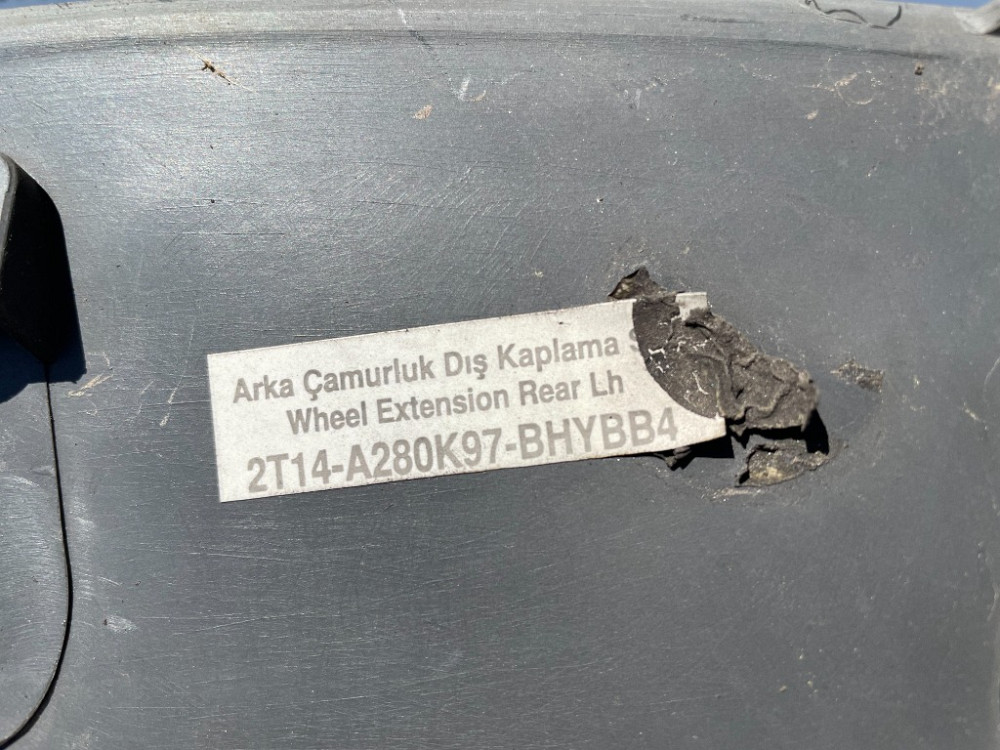 Arka Çamurluk Dış Kaplama
Wheel Extension Rear Lh
2T14-A280K97-BHYBB4